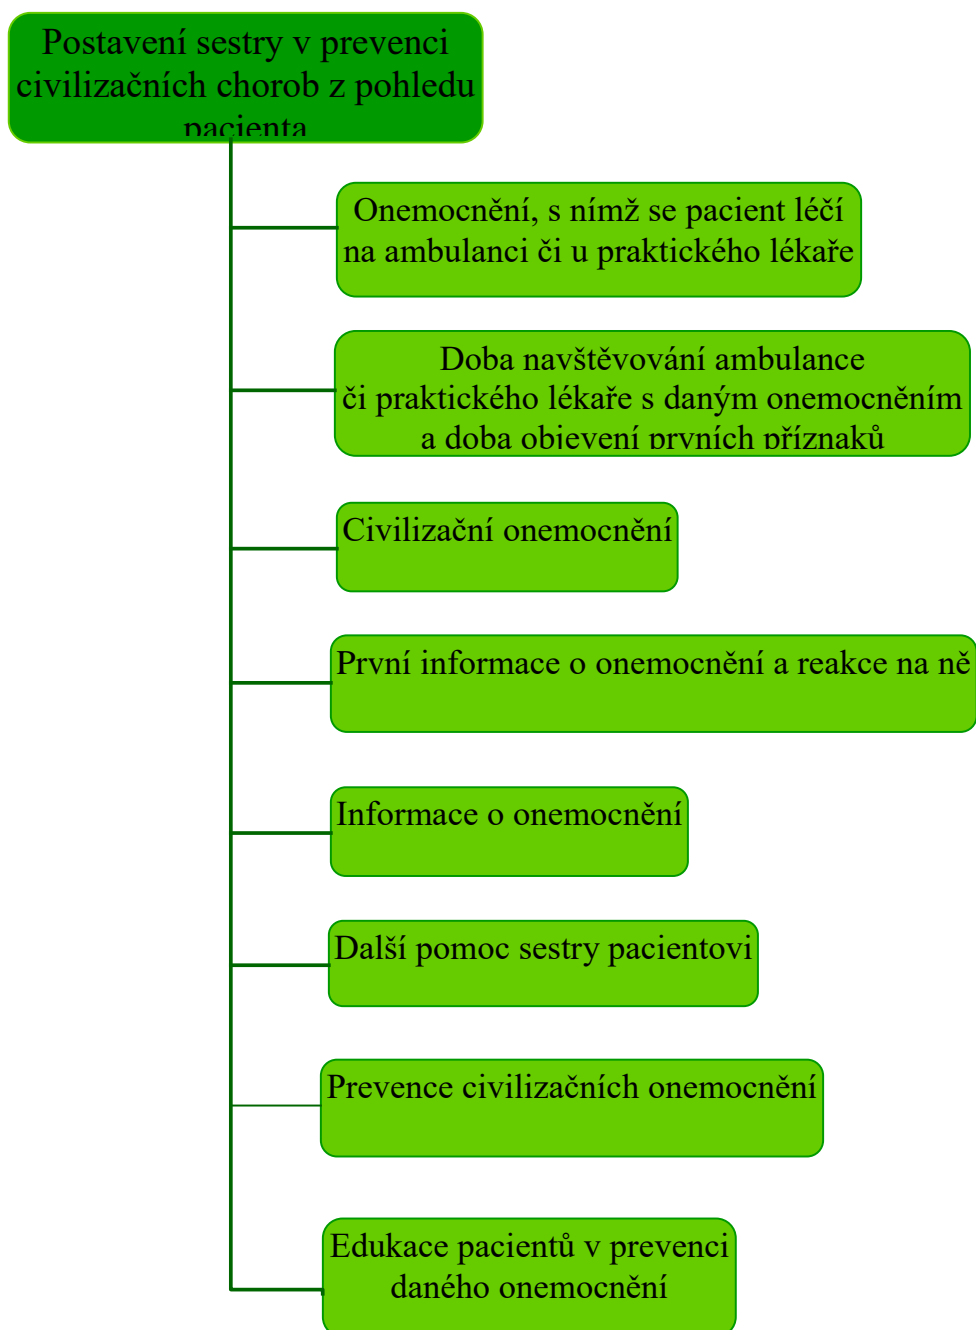 Postavení sestry v prevenci
civilizačních chorob z pohledu
pacienta
Onemocnění, s nímž se pacient léčí
na ambulanci či u praktického lékaře
Doba navštěvování ambulance
či praktického lékaře s daným onemocněním
a doba objevení prvních příznaků
Civilizační onemocnění
První informace o onemocnění a reakce na ně
Informace o onemocnění
Další pomoc sestry pacientovi
Prevence civilizačních onemocnění
Edukace pacientů v prevenci
daného onemocnění